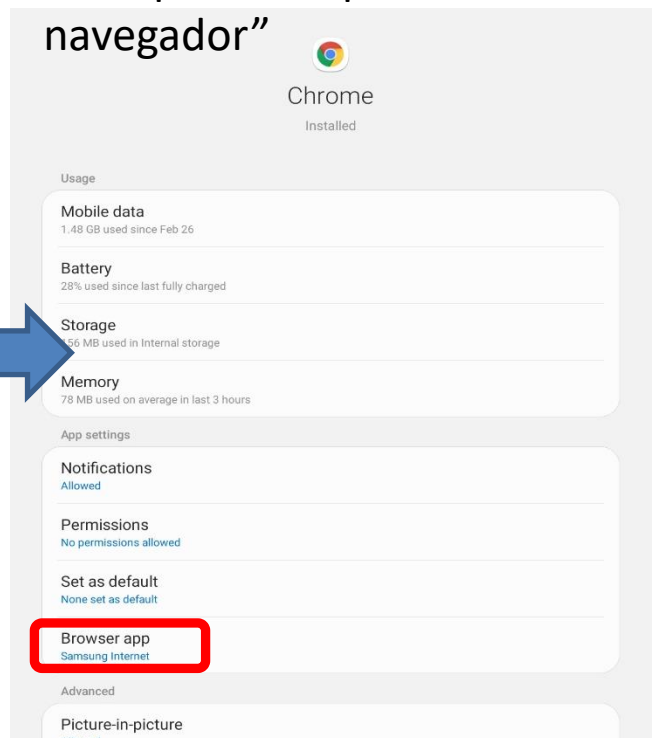 navegador”
Chrome
Installed
Usage
Mobile data
1.48 GB used since Feb 26
Battery
28% used since last fully charged
Storage
56 MB used in Internal storage
Memory
78 MB used on average in last 3 hours
App settings
Notifications
Allowed
Permissions
No permissions allowed
Set as default
None set as default
Browser app
Samsung Internet
Advanced
Picture-in-picture